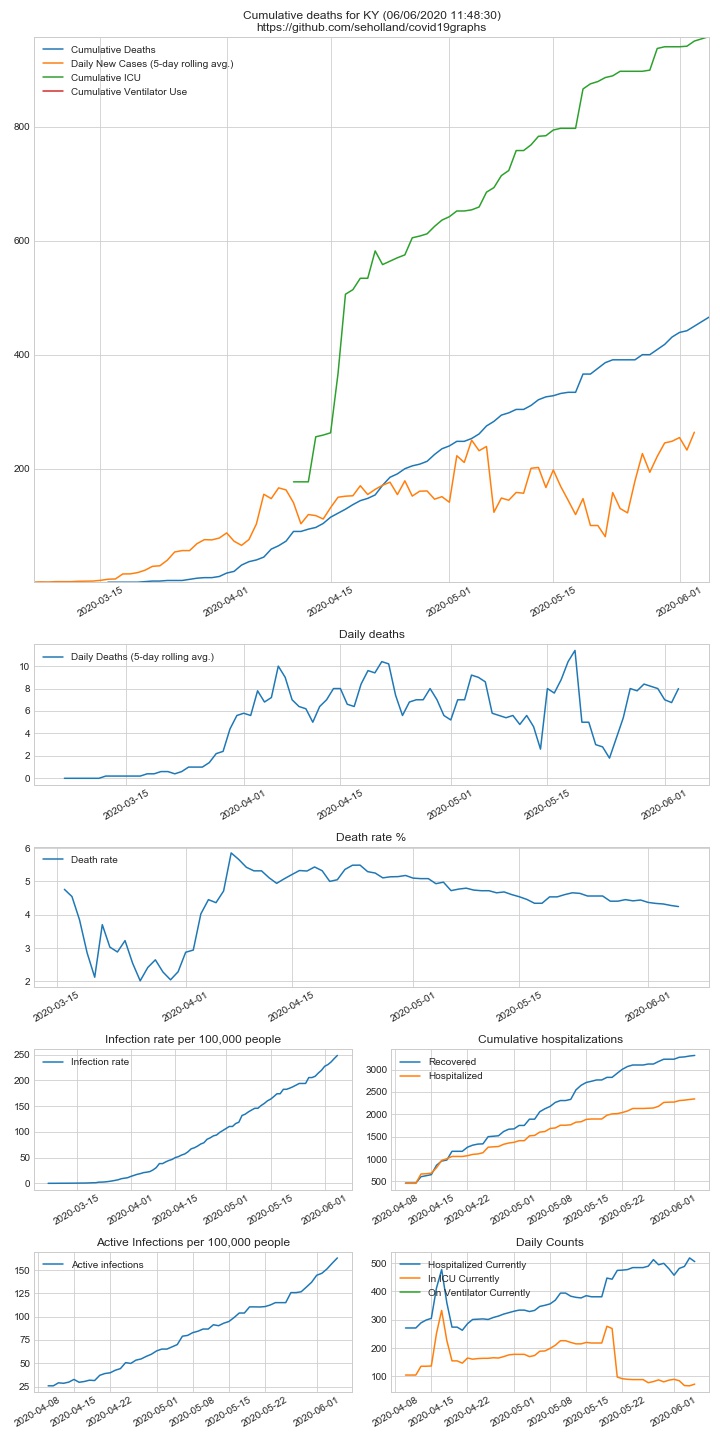 Cumulative deaths for KY (06/06/2020 11:48:30)
https://github.com/seholland/covid19graphs
Cumulative Deaths
Daily New Cases (5-day rolling avg.)
Cumulative ICU
Cumulative Ventilator Use
800
600
400
200
2020-03-15 2020-04-01 2020-04-15 2020-05-01 2020-05-15 2020-06-01
Daily deaths
Daily Deaths (5-day rolling avg.)
10
8
6
4
2
0
2020-03-15 2020-04-01 2020-04-15 2020-05-01 2020-05-15 2020-06-01
Death rate %
Death rate
6
5
4
3
2
2020-03-15 2020-04-01 2020-04-15 2020-05-01 2020-05-15 2020-06-01
Infection rate per 100,000 people
Infection rate
250
200
150
100
50
0
2020-03-15 2020-04-01 2020-04-15 2020-05-01 2020-05-15 2020-06-01
Cumulative hospitalizations
Recovered
Hospitalized
3000
2500
2000
1500
1000
500
2020-04-08 2020-04-15 2020-04-22 2020-05-01 2020-05-08 2020-05-15 2020-05-22 2020-06-01
Active Infections per 100,000 people
Active infections
150
125
100
75
50
25
2020-04-08 2020-04-15 2020-04-22 2020-05-01 2020-05-08 2020-05-15 2020-05-22 2020-06-01
Daily Counts
Hospitalized Currently
In ICU Currently
On Ventilator Currently
500
400
300
200
100
2020-04-08 2020-04-15 2020-04-22 2020-05-01 2020-05-08 2020-05-15 2020-05-22 2020-06-01